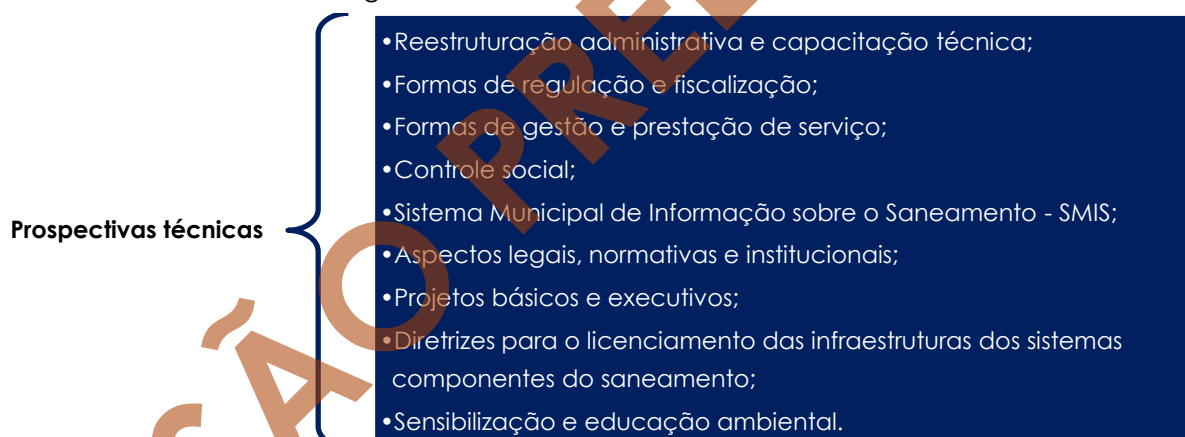 •Reestruturação administrativa e capacitação técnica;
•Formas de regulação e fiscalização;
•Formas de gestão e prestação de serviço;
•Controle social;
Prospectivas técnicas
•Sistema Municipal de Informação sobre o Saneamento - SMIS;
•Aspectos legais, normativas e institucionais;
•Projetos básicos e executivos;
•Diretrizes para o licenciamento das infraestruturas dos sistemas
componentes do saneamento;
•Sensibilização e educação ambiental.
SÃO PRE